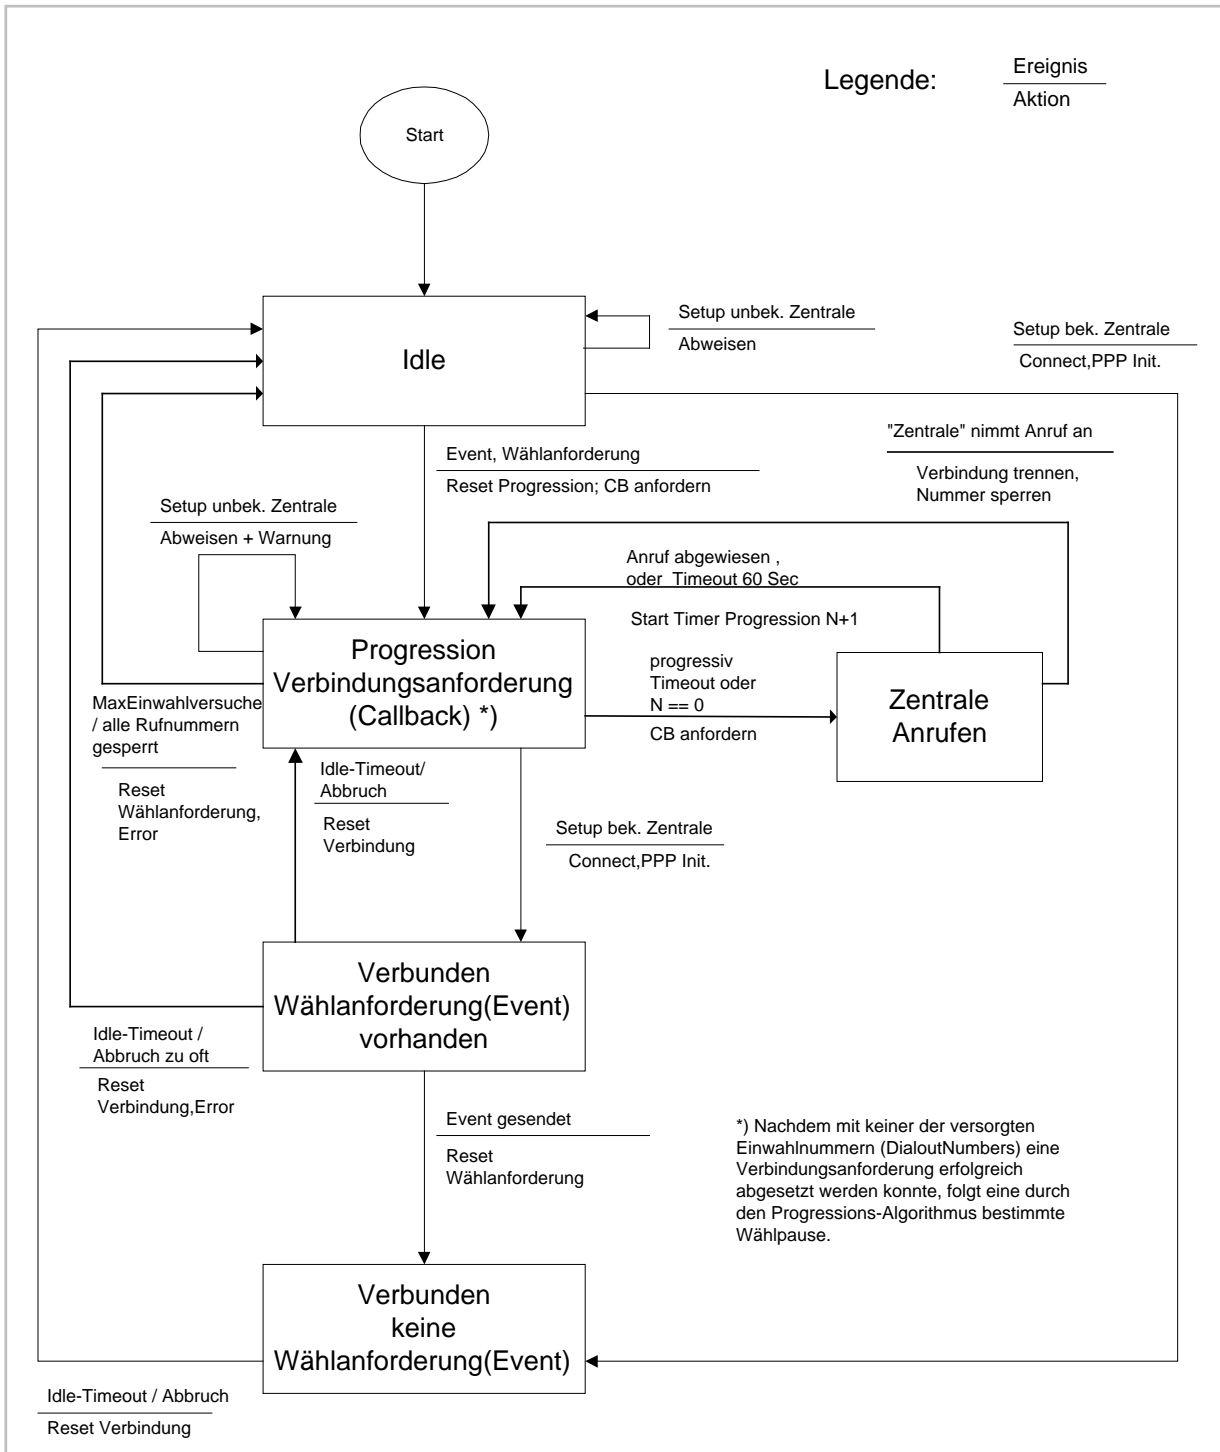 Legende:
Ereignis
Aktion
Start
Setup unbek. Zentrale
Abweisen
Setup bek. Zentrale
Connect,PPP Init.
Idle
"Zentrale" nimmt Anruf an
Verbindung trennen,
Nummer sperren
Event, Wählanforderung
Reset Progression; CB anfordern
Setup unbek. Zentrale
Abweisen + Warnung
Anruf abgewiesen ,
oder  Timeout 60 Sec
Start Timer Progression N+1
Progression
Verbindungsanforderung
(Callback) *)
progressiv
Timeout oder
N == 0
CB anfordern
Zentrale
Anrufen
MaxEinwahlversuche
/ alle Rufnummern
gesperrt
Reset
Wählanforderung,
Error
Idle-Timeout/
Abbruch
Reset
Verbindung
Setup bek. Zentrale
Connect,PPP Init.
Verbunden
Wählanforderung(Event)
vorhanden
Idle-Timeout /
Abbruch zu oft
Reset
Verbindung,Error
Event gesendet
Reset
Wählanforderung
*) Nachdem mit keiner der versorgten
Einwahlnummern (DialoutNumbers) eine
Verbindungsanforderung erfolgreich
abgesetzt werden konnte, folgt eine durch
den Progressions-Algorithmus bestimmte
Wählpause.
Verbunden
keine
Wählanforderung(Event)
Idle-Timeout / Abbruch
Reset Verbindung